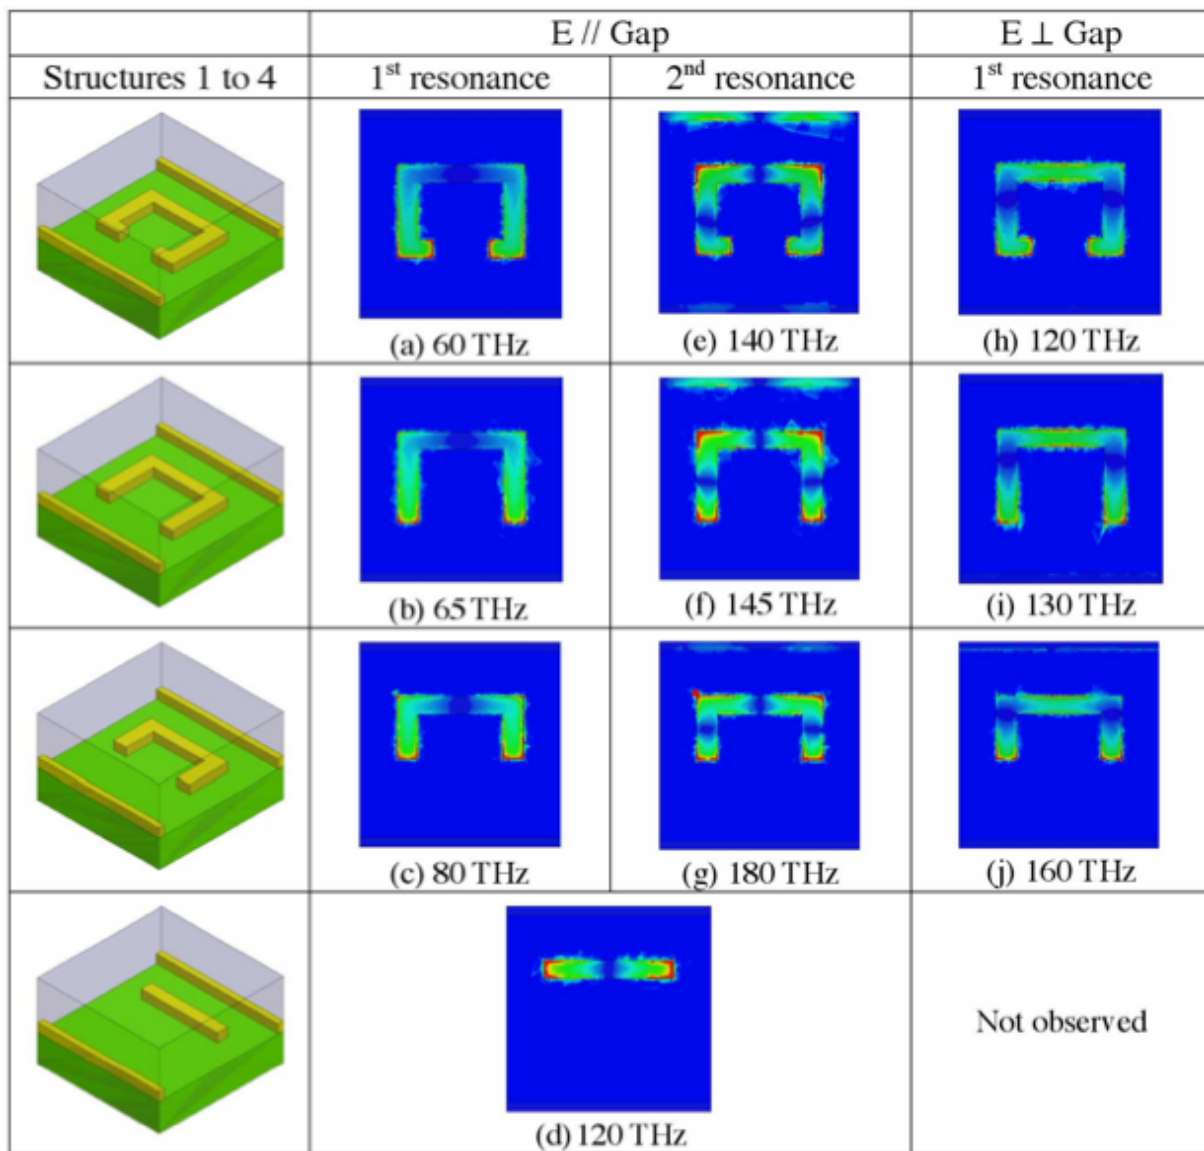 E // Gap
E ⊥ Gap
Structures 1 to 4
1st resonance
2nd resonance
1st resonance
(a) 60 THz
(e) 140 THz
(h) 120 THz
(b) 65 THz
(f) 145 THz
(i) 130 THz
(c) 80 THz
(g) 180 THz
(j) 160 THz
Not observed
(d) 120 THz